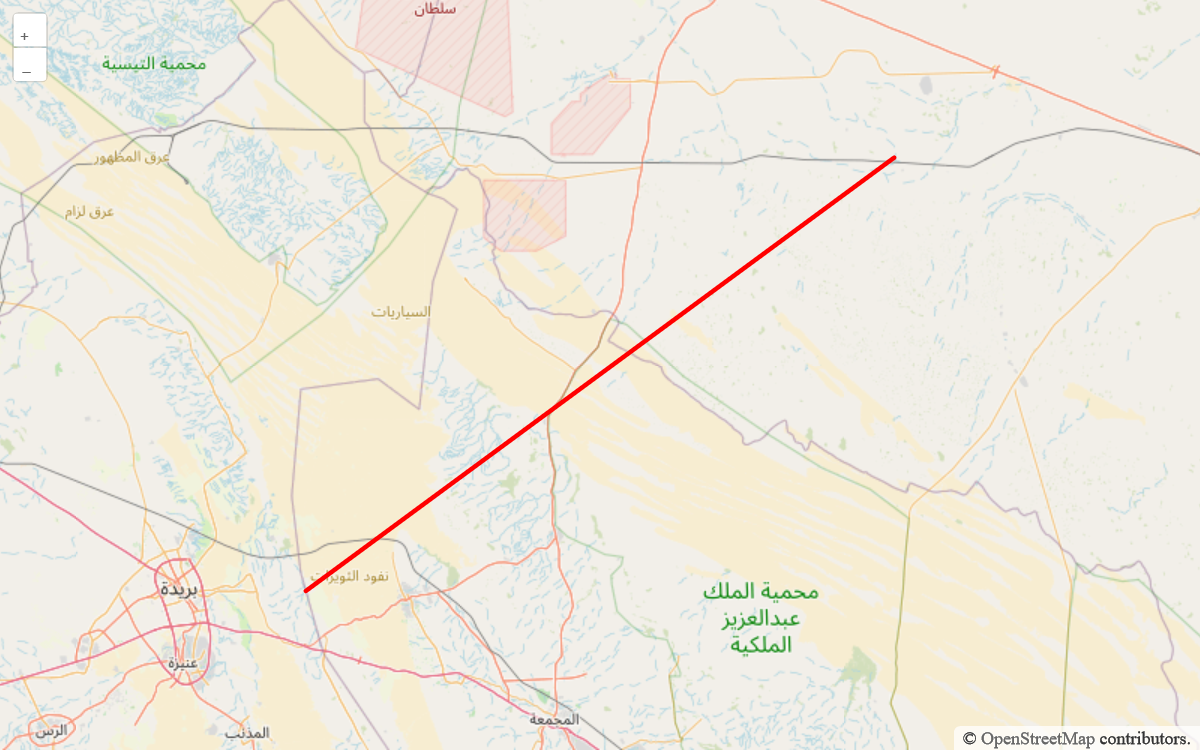 سلطان
+
–
محمية التيسية
عرق المظهور
عرق لزام
السياريات
نفود الثويرات
بريدة
محمية الملك
عبدالعزيز
الملكية
عنيزة
المجمعة
الرس
المذنب
© OpenStreetMap contributors.